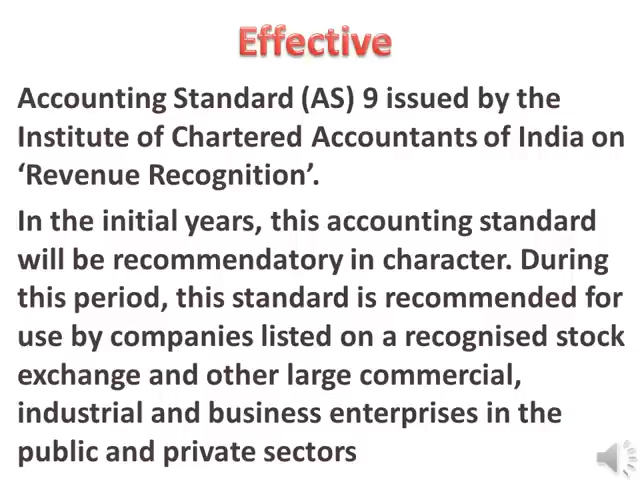 Effective
Accounting Standard (AS) 9 issued by the
Institute of Chartered Accountants of India on
‘Revenue Recognition’.
In the initial years, this accounting standard
will be recommendatory in character. During
this period, this standard is recommended for
use by companies listed on a recognised stock
exchange and other large commercial,
industrial and business enterprises in the
public and private sectors